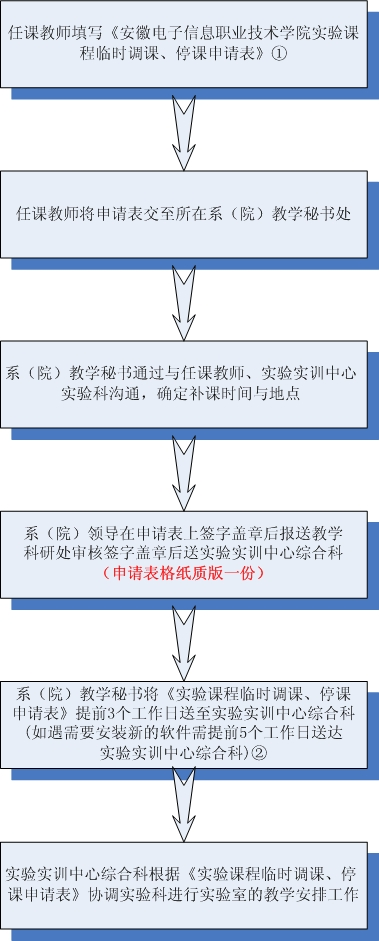 任课教师填写《安徽电子信息职业技术学院实验课
程临时调课、停课申请表》①
任课教师将申请表交至所在系（院）教学秘书处
系（院）教学秘书通过与任课教师、实验实训中心
实验科沟通，确定补课时间与地点
系（院）领导在申请表上签字盖章后报送教学
科研处审核签字盖章后送实验实训中心综合科
（申请表格纸质版一份）
系（院）教学秘书将《实验课程临时调课、停课
申请表》提前3个工作日送至实验实训中心综合科
(如遇需要安装新的软件需提前5个工作日送达
实验实训中心综合科)②
实验实训中心综合科根据《实验课程临时调课、停
课申请表》协调实验科进行实验室的教学安排工作